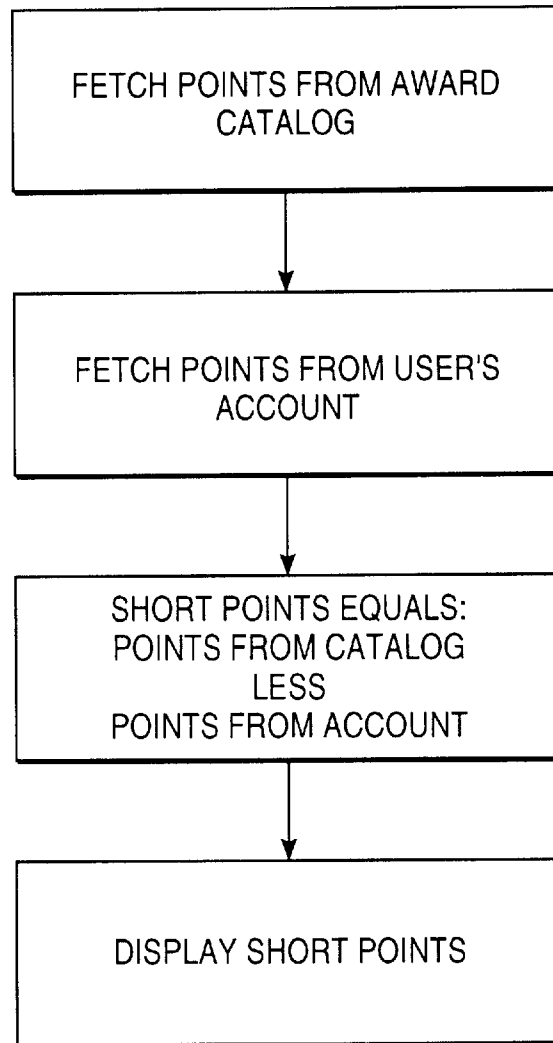 FETCH POINTS FROM AWARD
CATALOG
FETCH POINTS FROM USER'S
ACCOUNT
SHORT POINTS EQUALS:
POINTS FROM CATALOG
LESS
POINTS FROM ACCOUNT
DISPLAY SHORT POINTS